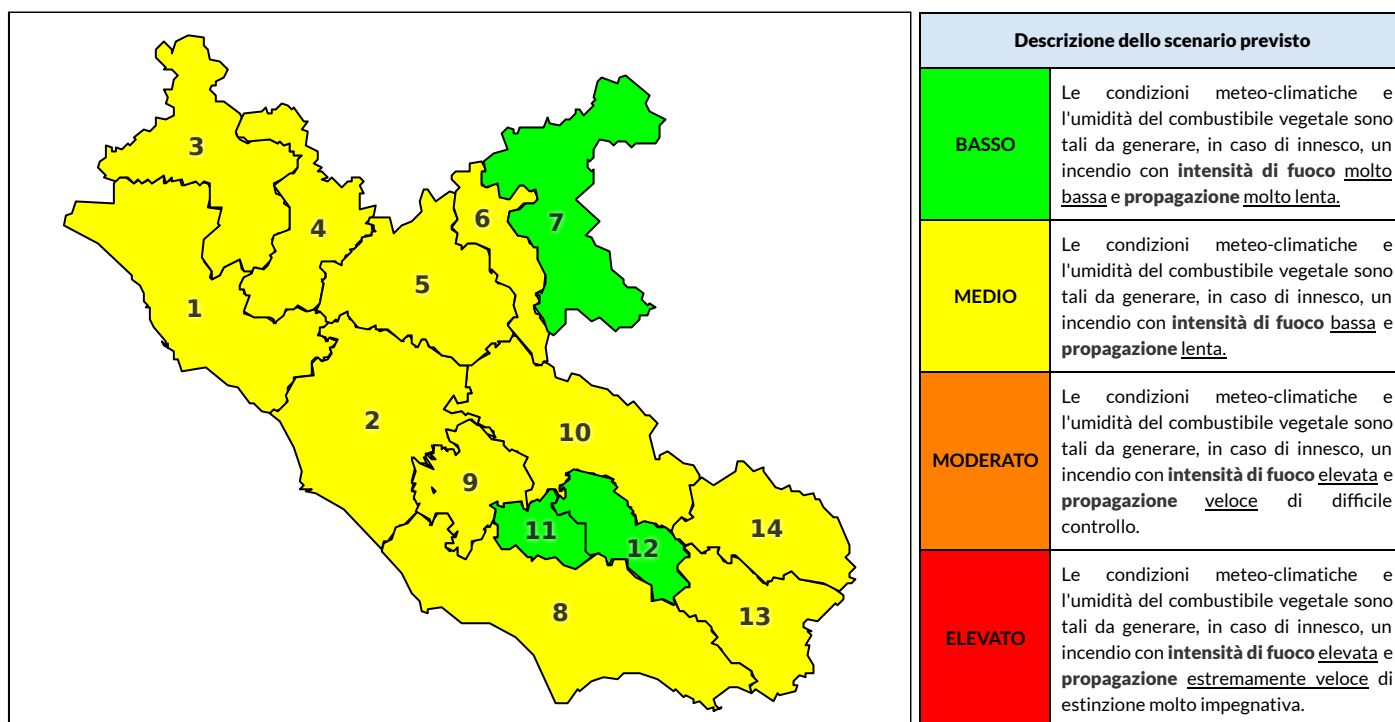 3
4
6
7
5
1
2
10
9
11
12
14
8
13
Descrizione dello scenario previsto
BASSO
Le condizioni meteo-climatiche e
l'umidità del combustibile vegetale sono
tali da generare, in caso di innesco, un
incendio con intensità di fuoco molto
bassa e propagazione molto lenta.
MEDIO
Le condizioni meteo-climatiche e
l'umidità del combustibile vegetale sono
tali da generare, in caso di innesco, un
incendio con intensità di fuoco bassa e
propagazione lenta.
MODERATO
Le condizioni meteo-climatiche e
l'umidità del combustibile vegetale sono
tali da generare, in caso di innesco, un
incendio con intensità di fuoco elevata e
propagazione veloce di difficile
controllo.
ELEVATO
Le condizioni meteo-climatiche e
l'umidità del combustibile vegetale sono
tali da generare, in caso di innesco, un
incendio con intensità di fuoco elevata e
propagazione estremamente veloce di
estinzione molto impegnativa.